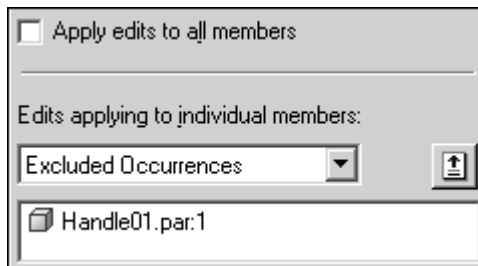 Apply edits to all members
Edits applying to individual members:
Excluded Occurrences
Handle01.par:1